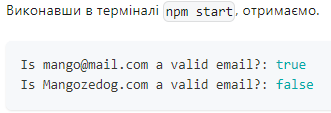 Виконавши в терміналі npm start, отримаємо.
Is mango@mail.com a valid email?: true
Is Mangozedog.com a valid email?: false